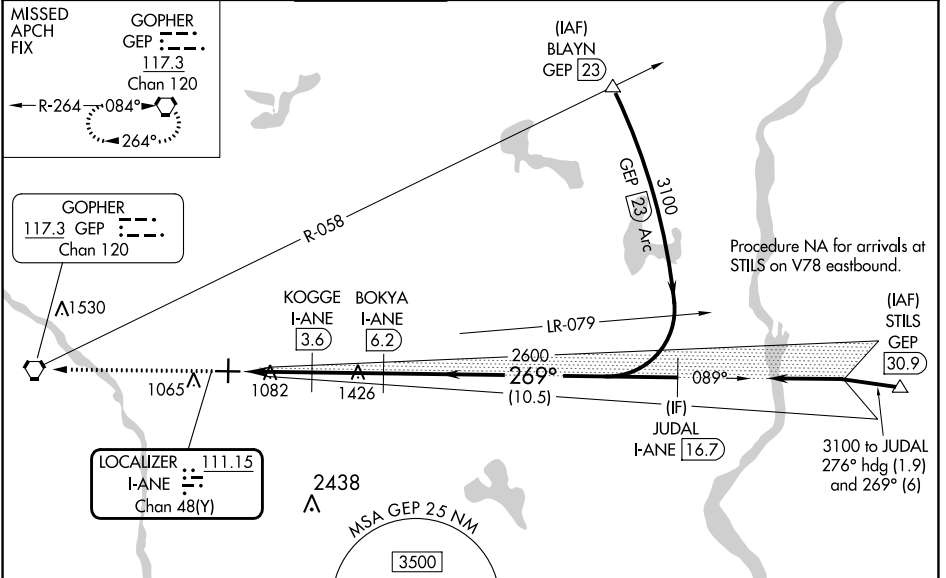 MISSED
APCH
FIX
GOPHER
GEP
117.3
Chan 120
R-264
084°
264°
(IAF)
BLAYN
GEP 23
GOPHER
117.3 GEP
Chan 120
R-058
GEP 23 Arc
3100
Procedure NA for arrivals at
STILS on V78 eastbound.
1530
KOGGE
I-ANE
3.6
BOKYA
I-ANE
6.2
LR-079
(IAF)
STILS
GEP
30.9
2600
269°
089°
1065
1082
1426
(10.5)
(IF)
JUDAL
I-ANE 16.7
3100 to JUDAL
276° hdg (1.9)
and 269° (6)
LOCALIZER 111.15
I-ANE
Chan 48(Y)
2438
MSA GEP 25 NM
3500